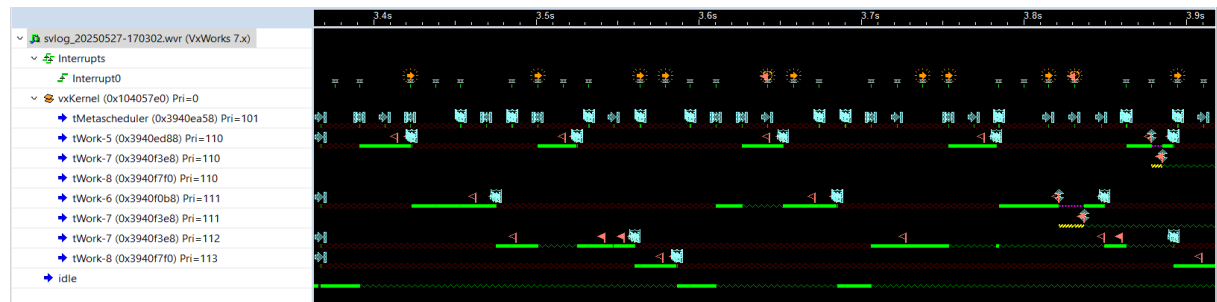 3.4s 3.5s 3.6s 3.7s 3.8s 3.9s
svlog_20250527-170302.wvr (VxWorks 7.x)
Interrupts
Interrupt0
vxKernel (0x104057e0) Pri=0
tMetascheduler (0x3940ea58) Pri=101
tWork-5 (0x3940ed88) Pri=110
tWork-7 (0x3940f3e8) Pri=110
tWork-8 (0x3940f7f0) Pri=110
tWork-6 (0x3940f0b8) Pri=111
tWork-7 (0x3940f3e8) Pri=111
tWork-7 (0x3940f3e8) Pri=112
tWork-8 (0x3940f7f0) Pri=113
idle